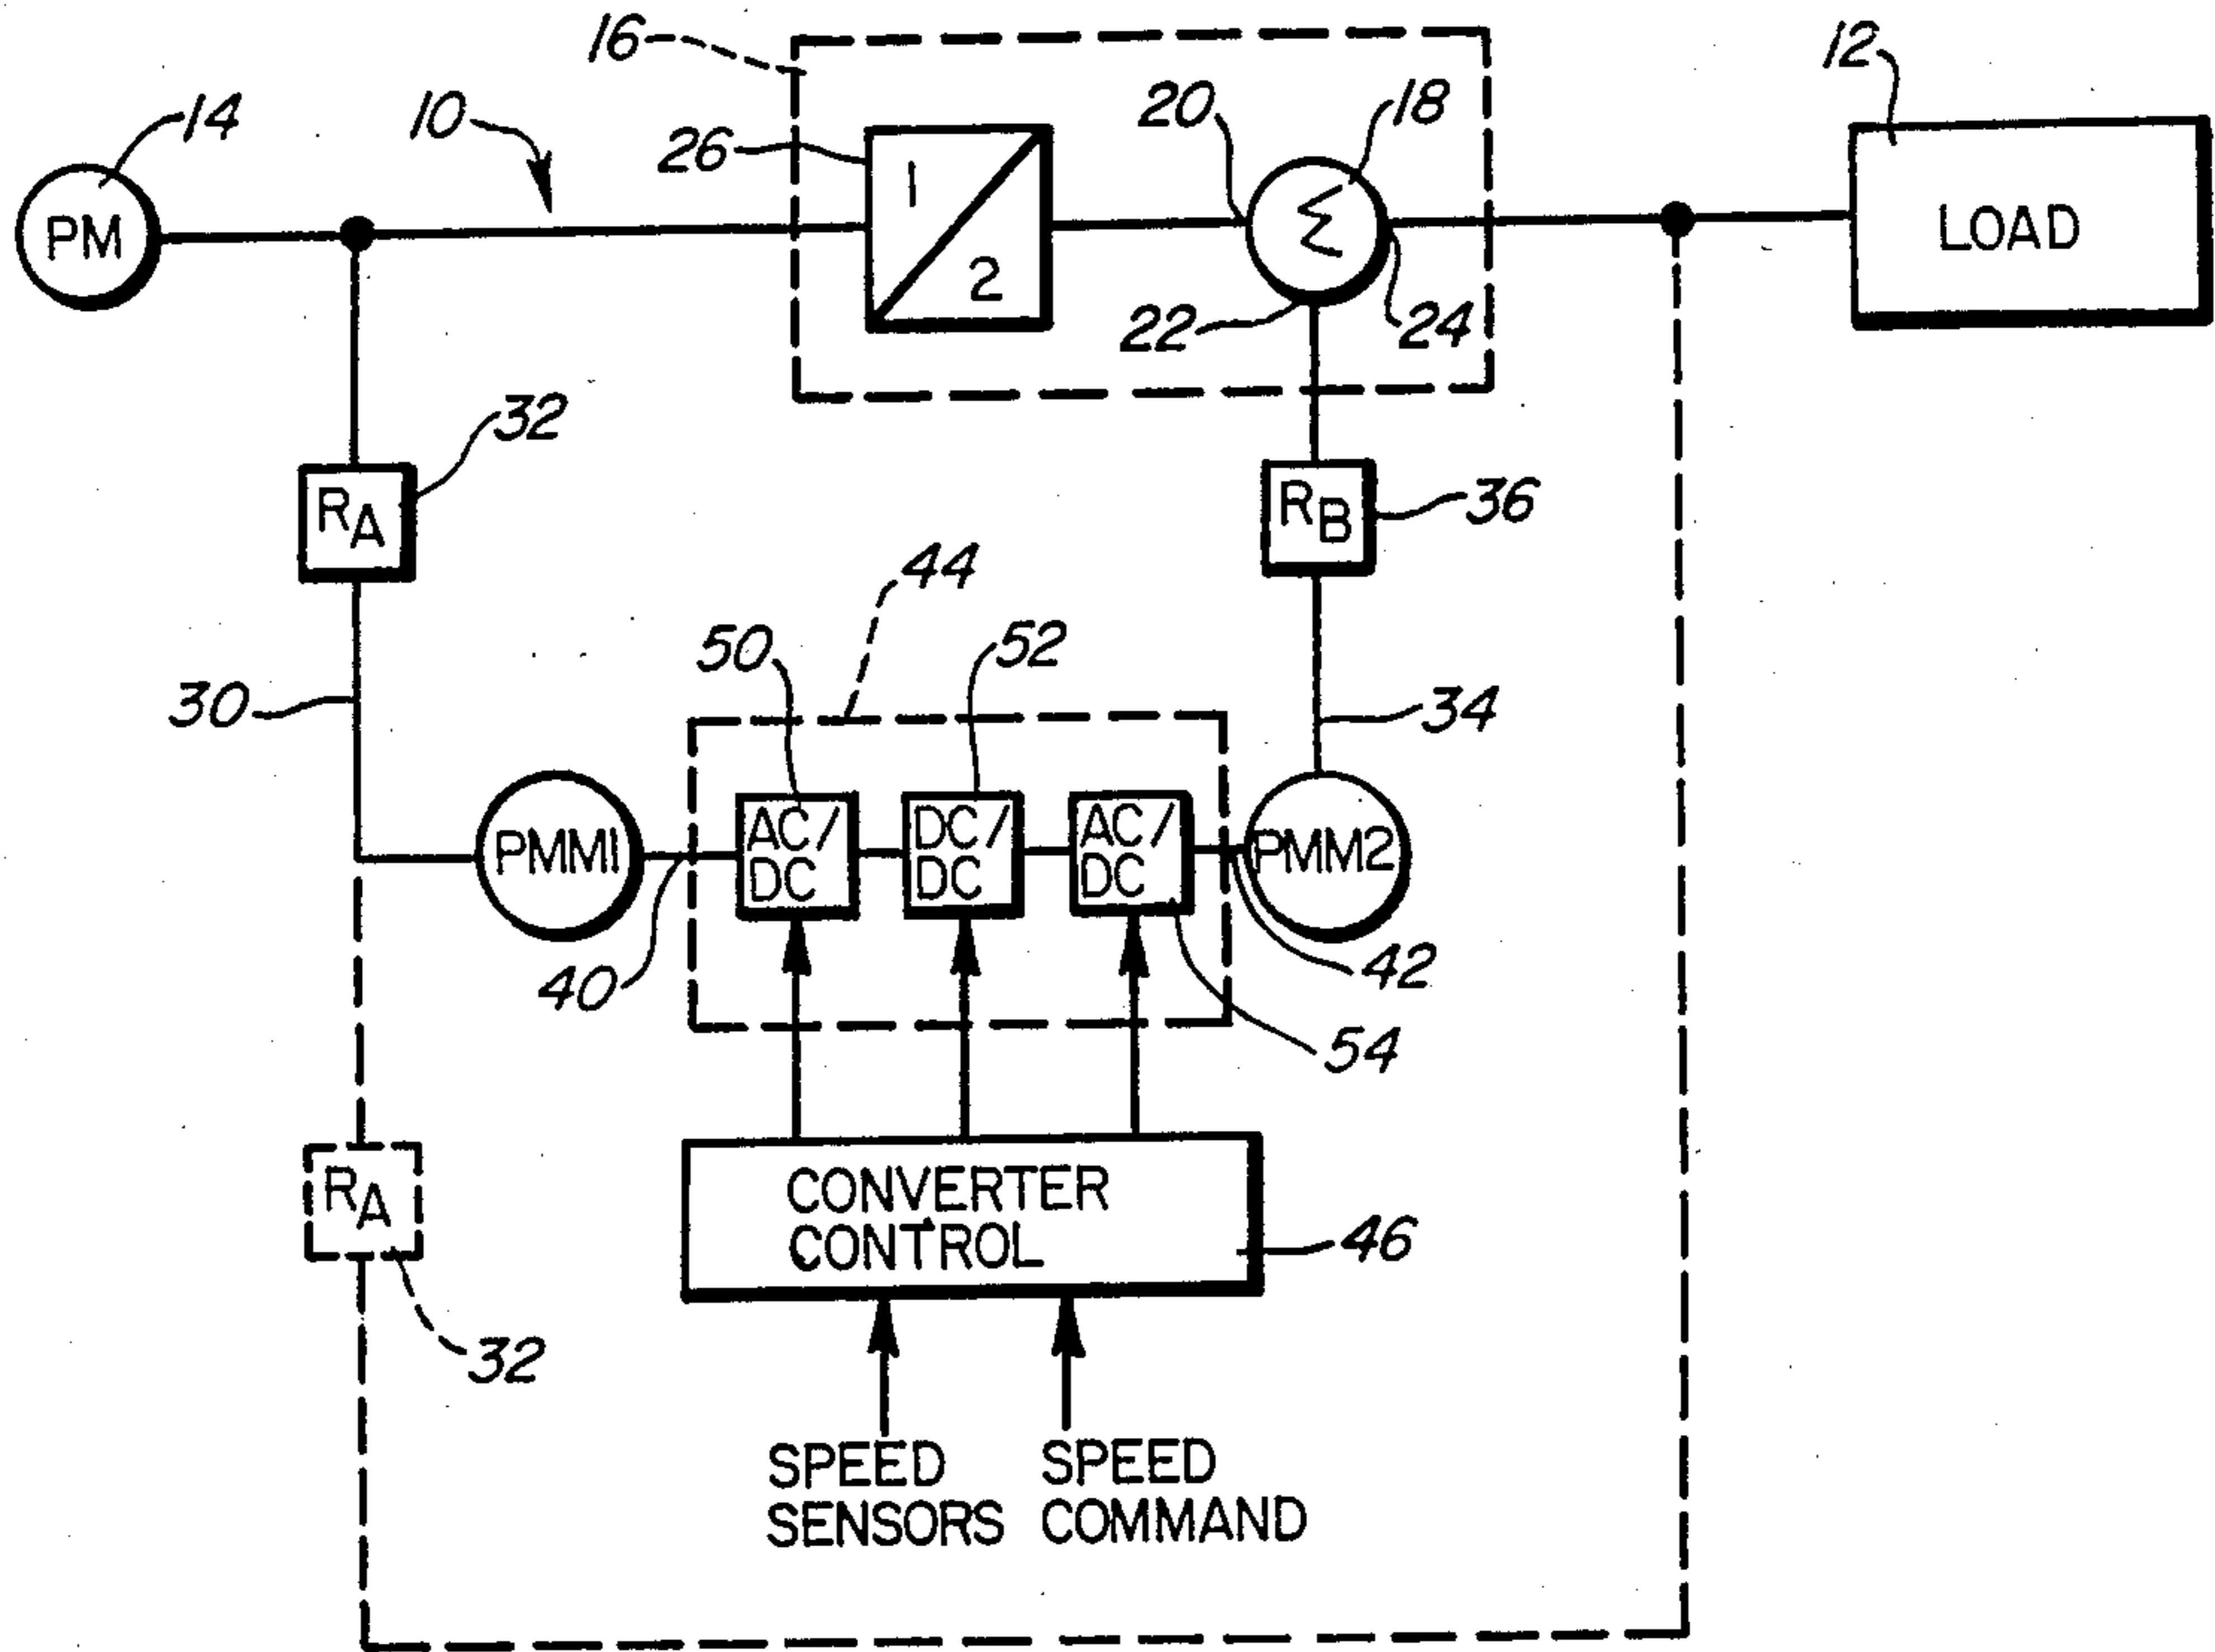 16
12
14
10
26
20
18
PM
1
2
Σ
LOAD
22
24
32
RA
RB
36
44
50
52
30
34
PMM1
AC/
DC
DC/
DC
AC/
DC
PMM2
40
42
54
RA
CONVERTER
CONTROL
46
32
SPEED
SENSORS
SPEED
COMMAND